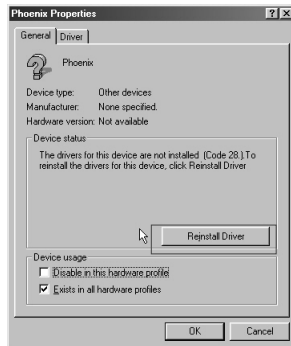 Phoenix Properties
General
Driver
Phoenix
Device type: Other devices
Manufacturer: None specified.
Hardware version: Not available
Device status
The drivers for this device are not installed (Code 28.). To
reinstall the drivers for this device, click Reinstall Driver
Reinstall Driver
Device usage
Disable in this hardware profile
Exists in all hardware profiles
OK
Cancel